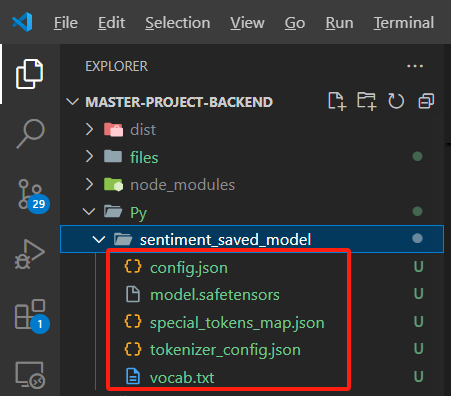 File Edit Selection View Go Run Terminal
EXPLORER ...
MASTER-PROJECT-BACKEND
dist
files
node_modules
29
Py
sentiment_saved_model
config.json U
model.safetensors U
1
special_tokens_map.json U
tokenizer_config.json U
vocab.txt U